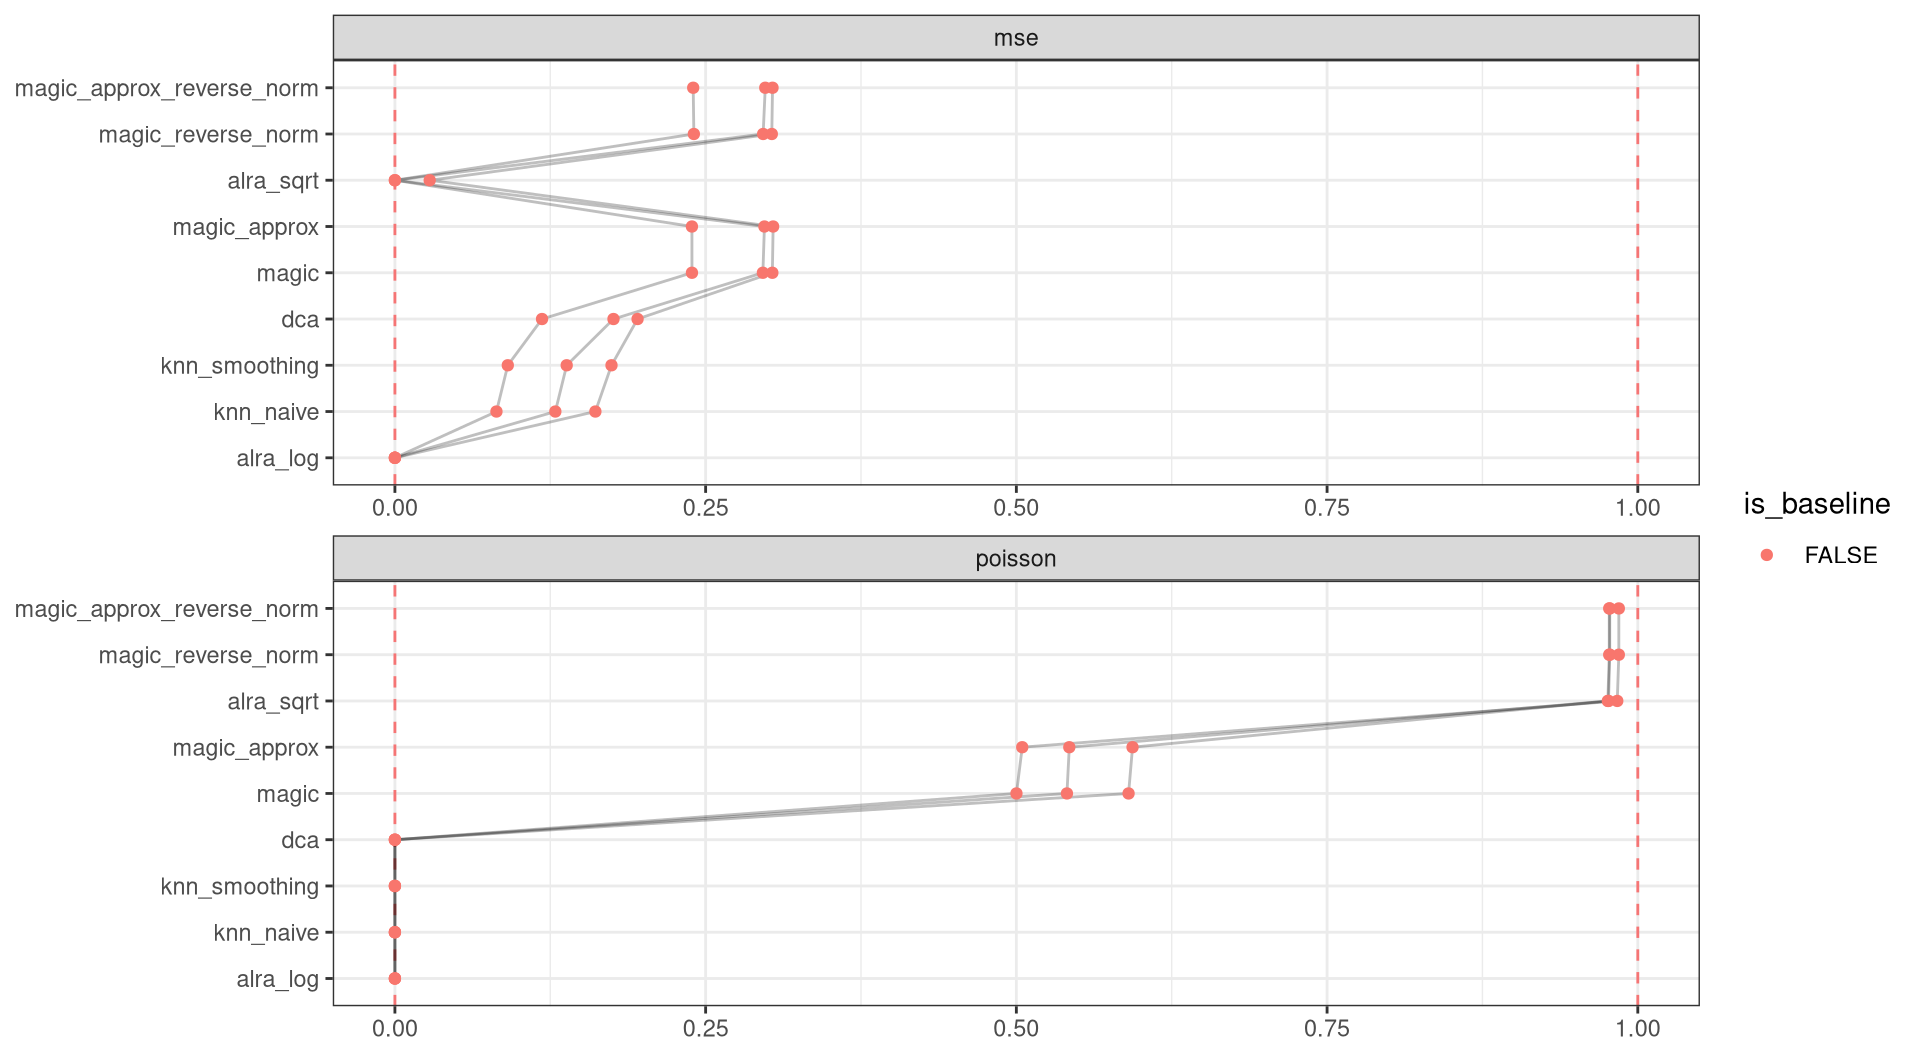 mse
magic_approx_reverse_norm
magic_reverse_norm
alra_sqrt
magic_approx
magic
dca
knn_smoothing
knn_naive
alra_log
0.00 0.25 0.50 0.75 1.00
poisson
magic_approx_reverse_norm
magic_reverse_norm
alra_sqrt
magic_approx
magic
dca
knn_smoothing
knn_naive
alra_log
0.00 0.25 0.50 0.75 1.00
is_baseline
FALSE